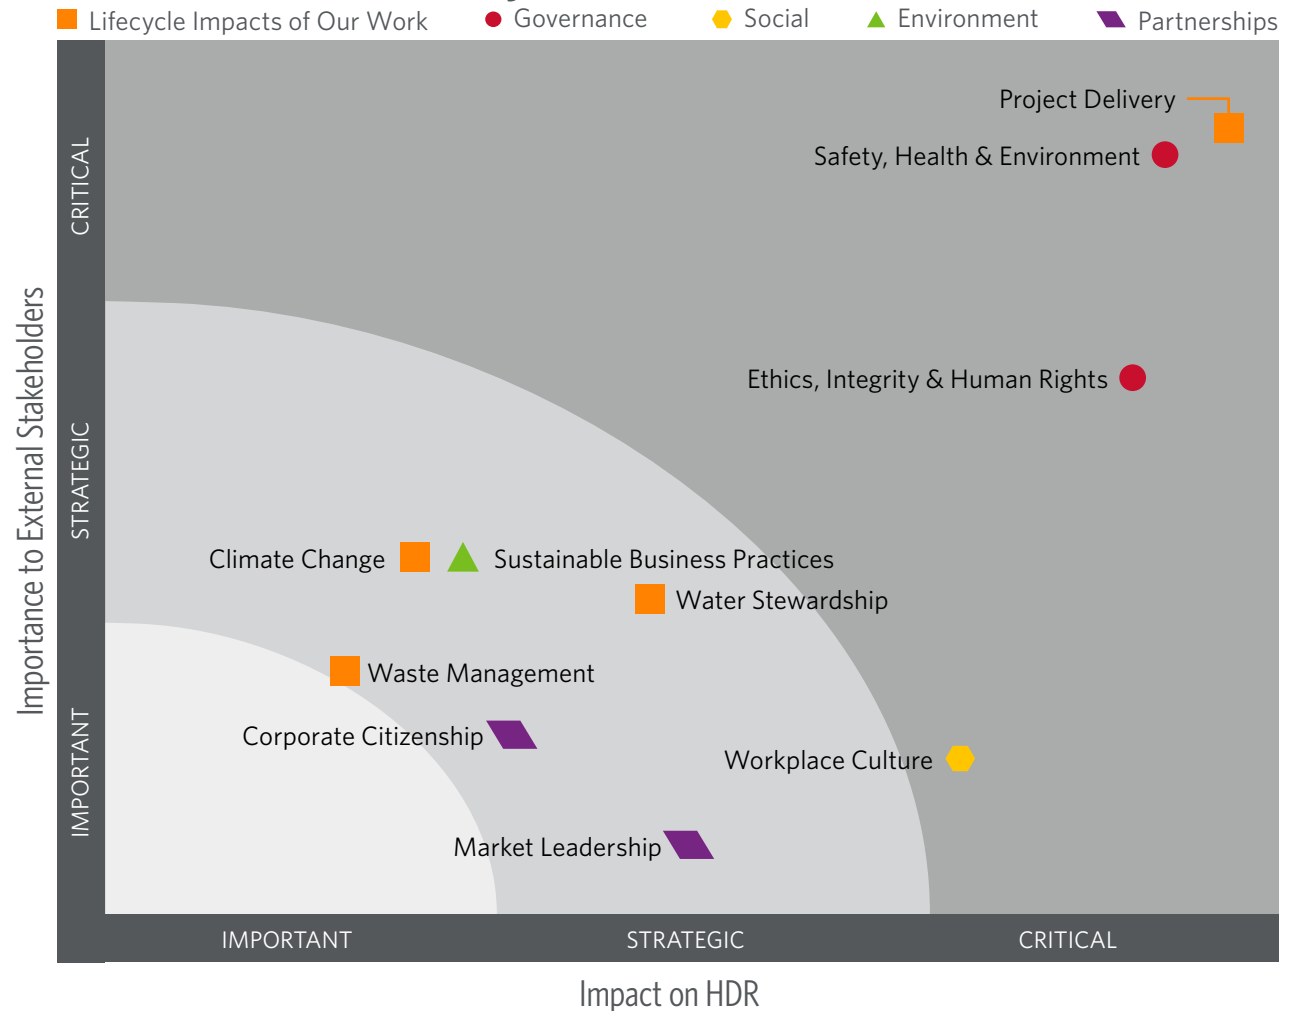 Lifecycle Impacts of Our Work
Governance
Social
Environment
Partnerships
Project Delivery
Safety, Health & Environment
Ethics, Integrity & Human Rights
Climate Change
Sustainable Business Practices
Water Stewardship
Waste Management
Corporate Citizenship
Workplace Culture
Market Leadership
Importance to External Stakeholders
CRITICAL
STRATEGIC
IMPORTANT
IMPORTANT
STRATEGIC
CRITICAL
Impact on HDR